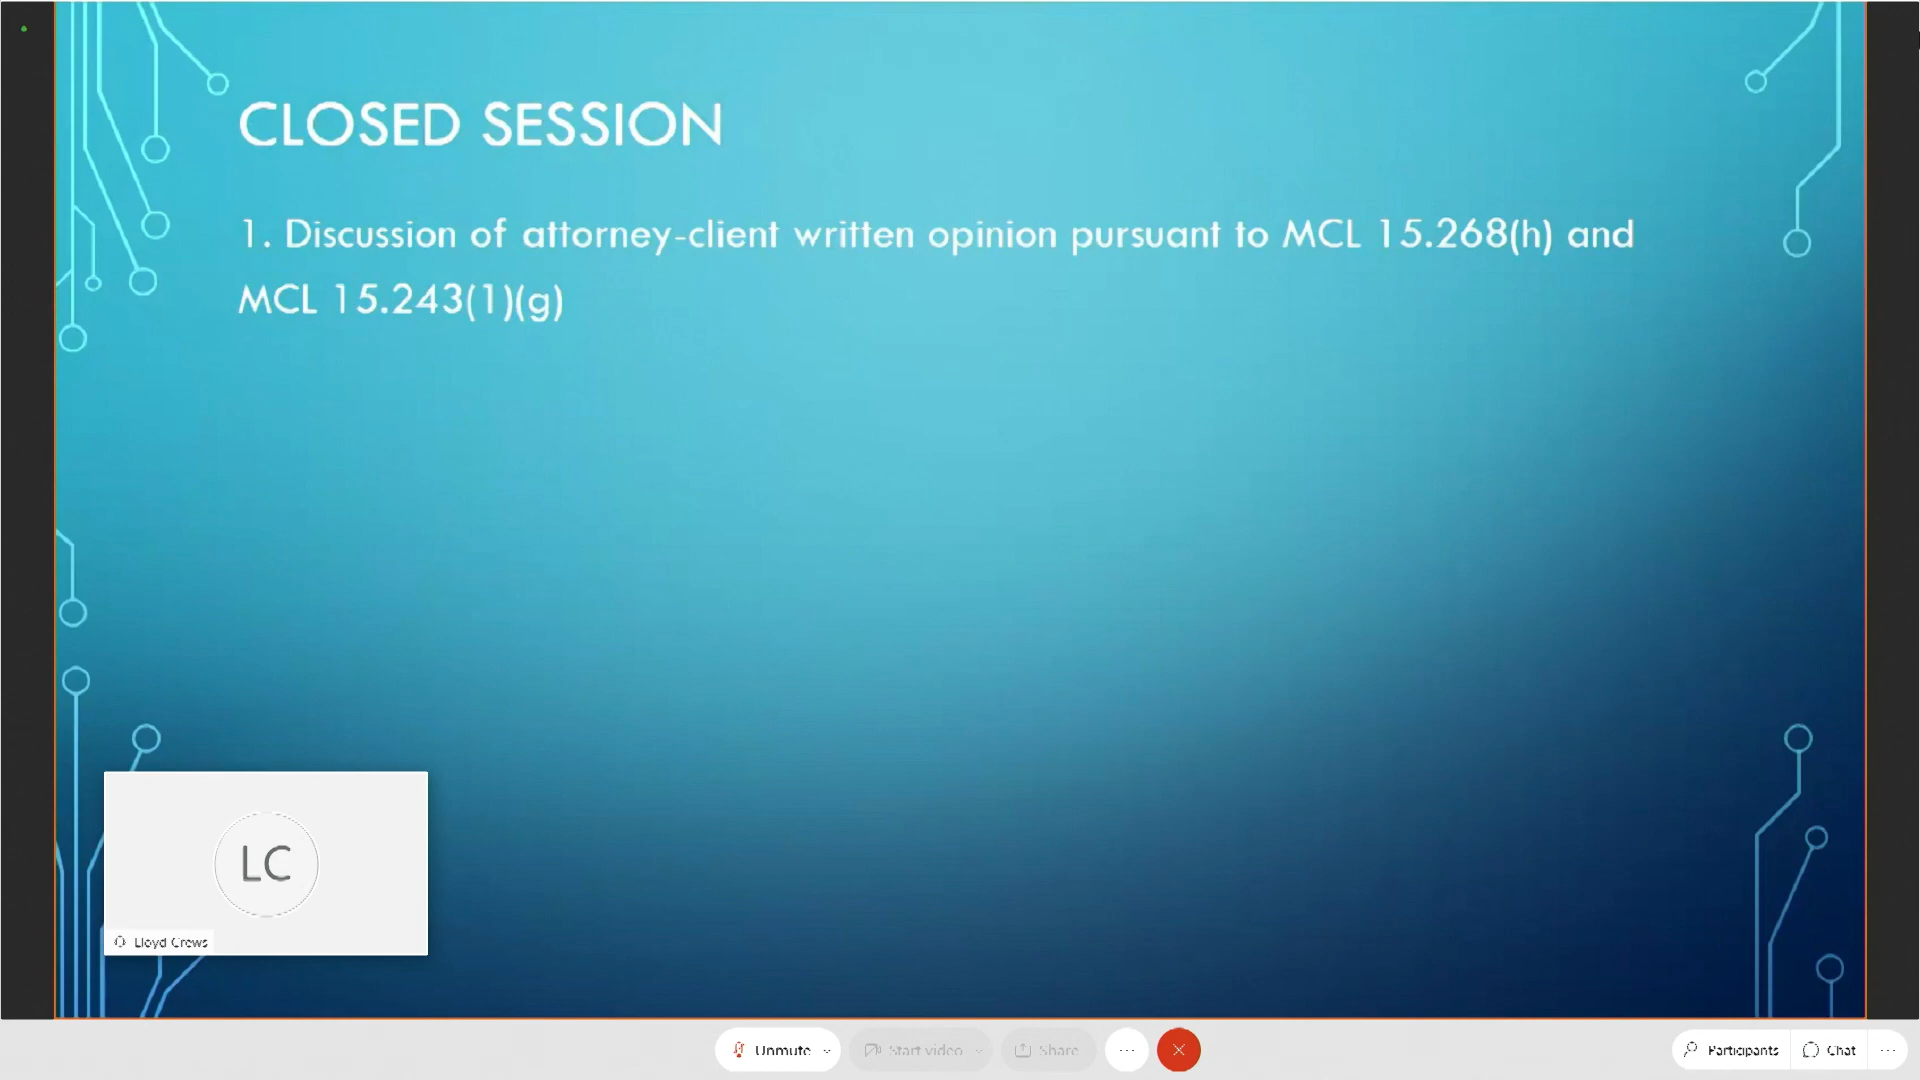 CLOSED SESSION
1. Discussion of attorney-client written opinion pursuant to MCL 15.268(h) and
MCL 15.243(1)(g)
LC
Lloyd Crews
Unmute
Start video
Share
Participants
Chat